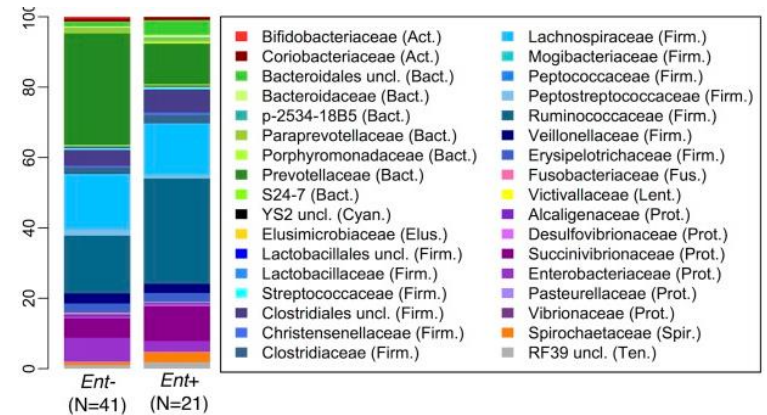 100
80
60
40
20
0
Ent-
(N=41)
Ent+
(N=21)
Bifidobacteriaceae (Act.)
Coriobacteriaceae (Act.)
Bacteroidales uncl. (Bact.)
Bacteroidaceae (Bact.)
p-2534-18B5 (Bact.)
Paraprevotellaceae (Bact.)
Porphyromonadaceae (Bact.)
Prevotellaceae (Bact.)
S24-7 (Bact.)
YS2 uncl. (Cyan.)
Elusimicrobiaceae (Elus.)
Lactobacillales uncl. (Firm.)
Lactobacillaceae (Firm.)
Streptococcaceae (Firm.)
Clostridiales uncl. (Firm.)
Christensenellaceae (Firm.)
Clostridiaceae (Firm.)
Lachnospiraceae (Firm.)
Mogibacteriaceae (Firm.)
Peptococcaceae (Firm.)
Peptostreptococcaceae (Firm.)
Ruminococcaceae (Firm.)
Veillonellaceae (Firm.)
Erysipelotrichaceae (Firm.)
Fusobacteriaceae (Fus.)
Victivallaceae (Lent.)
Alcaligenaceae (Prot.)
Desulfovibrionaceae (Prot.)
Succinivibrionaceae (Prot.)
Enterobacteriaceae (Prot.)
Pasteurellaceae (Prot.)
Vibrionaceae (Prot.)
Spirochaetaceae (Spir.)
RF39 uncl. (Ten.)